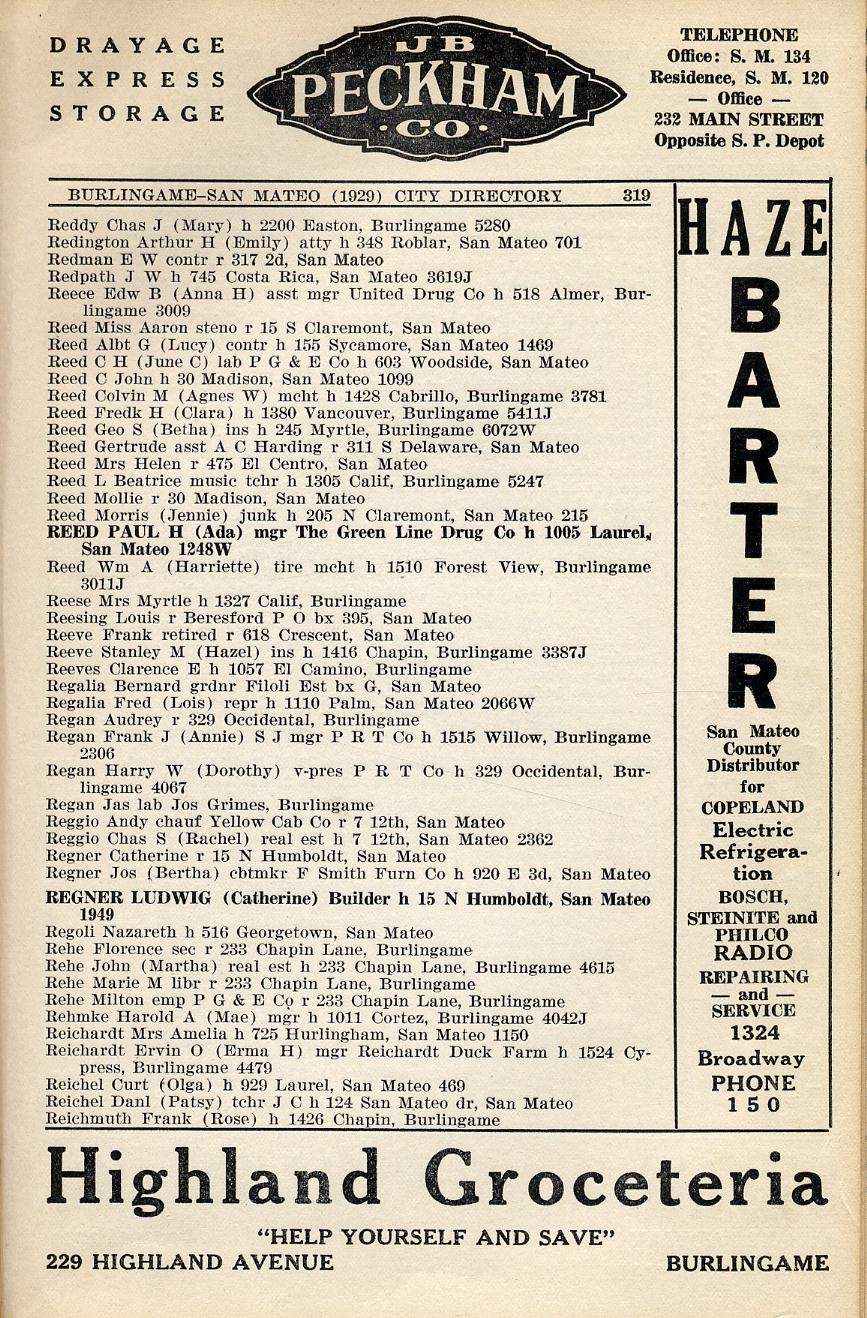 DRAYAGE
EXPRESS
STORAGE
JB
PECKHAM
·CO·
TELEPHONE
Office: S. M. 134
Residence, S. M. 120
— Office —
232 MAIN STREET
Opposite S. P. Depot
BURLINGAME–SAN MATEO (1929) CITY DIRECTORY 319
Reddy Chas J (Mary) h 2200 Easton, Burlingame 5280
Redington Arthur H (Emily) atty h 348 Roblar, San Mateo 701
Redman E W contr r 317 2d, San Mateo
Redpath J W h 745 Costa Rica, San Mateo 3619J
Reece Edw B (Anna H) asst mgr United Drug Co h 518 Almer, Bur-
lingame 3009
Reed Miss Aaron steno r 15 S Claremont, San Mateo
Reed Albt G (Lucy) contr h 155 Sycamore, San Mateo 1469
Reed C H (June C) lab P G & E Co h 603 Woodside, San Mateo
Reed C John h 30 Madison, San Mateo 1099
Reed Colvin M (Agnes W) mcht h 1428 Cabrillo, Burlingame 3781
Reed Fredk H (Clara) h 1380 Vancouver, Burlingame 5411J
Reed Geo S (Betha) ins h 245 Myrtle, Burlingame 6072W
Reed Gertrude asst A C Harding r 311 S Delaware, San Mateo
Reed Mrs Helen r 475 El Centro, San Mateo
Reed L Beatrice music tchr h 1305 Calif, Burlingame 5247
Reed Mollie r 30 Madison, San Mateo
Reed Morris (Jennie) junk h 205 N Claremont, San Mateo 215
REED PAUL H (Ada) mgr The Green Line Drug Co h 1005 Laurel,
San Mateo 1248W
Reed Wm A (Harriette) tire mcht h 1510 Forest View, Burlingame
3011J
Reese Mrs Myrtle h 1327 Calif, Burlingame
Reesing Louis r Beresford P O bx 395, San Mateo
Reeve Frank retired r 618 Crescent, San Mateo
Reeve Stanley M (Hazel) ins h 1416 Chapin, Burlingame 3387J
Reeves Clarence E h 1057 El Camino, Burlingame
Regalia Bernard grdnr Filoli Est bx G, San Mateo
Regalia Fred (Lois) repr h 1110 Palm, San Mateo 2066W
Regan Audrey r 329 Occidental, Burlingame
Regan Frank J (Annie) S J mgr P R T Co h 1515 Willow, Burlingame
2306
Regan Harry W (Dorothy) v-pres P R T Co h 329 Occidental, Bur-
lingame 4067
Regan Jas lab Jos Grimes, Burlingame
Reggio Andy chauf Yellow Cab Co r 7 12th, San Mateo
Reggio Chas S (Rachel) real est h 7 12th, San Mateo 2362
Regner Catherine r 15 N Humboldt, San Mateo
Regner Jos (Bertha) cbtmkr F Smith Furn Co h 920 E 3d, San Mateo
REGNER LUDWIG (Catherine) Builder h 15 N Humboldt, San Mateo
1949
Regoli Nazareth h 516 Georgetown, San Mateo
Rehe Florence sec r 233 Chapin Lane, Burlingame
Rehe John (Martha) real est h 233 Chapin Lane, Burlingame 4615
Rehe Marie M libr r 233 Chapin Lane, Burlingame
Rehe Milton emp P G & E Co r 233 Chapin Lane, Burlingame
Rehmke Harold A (Mae) mgr h 1011 Cortez, Burlingame 4042J
Reichardt Mrs Amelia h 725 Hurlingham, San Mateo 1150
Reichardt Ervin O (Erma H) mgr Reichardt Duck Farm h 1524 Cy-
press, Burlingame 4479
Reichel Curt (Olga) h 929 Laurel, San Mateo 469
Reichel Danl (Patsy) tchr J C h 124 San Mateo dr, San Mateo
Reichmuth Frank (Rose) h 1426 Chapin, Burlingame
HAZE
B
A
R
T
E
R
San Mateo
County
Distributor
for
COPELAND
Electric
Refrigera-
tion
BOSCH,
STEINITE and
PHILCO
RADIO
REPAIRING
— and —
SERVICE
1324
Broadway
PHONE
150
Highland Groceteria
"HELP YOURSELF AND SAVE"
229 HIGHLAND AVENUE BURLINGAME